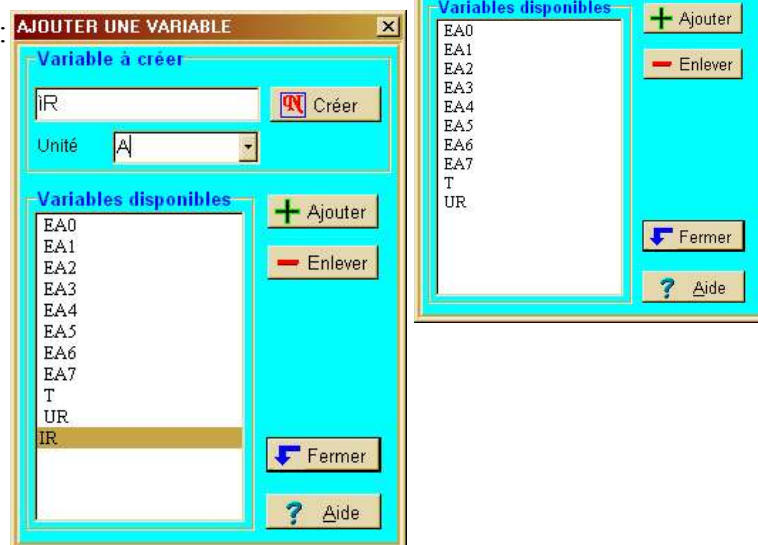 :
AJOUTER UNE VARIABLE
Variable à créer
ìR
Créer
Unité
A
Variables disponibles
EA0
EA1
EA2
EA3
EA4
EA5
EA6
EA7
T
UR
IR
Ajouter
Enlever
Fermer
? Aide
Variables disponibles
EA0
EA1
EA2
EA3
EA4
EA5
EA6
EA7
T
UR
Ajouter
Enlever
Fermer
? Aide